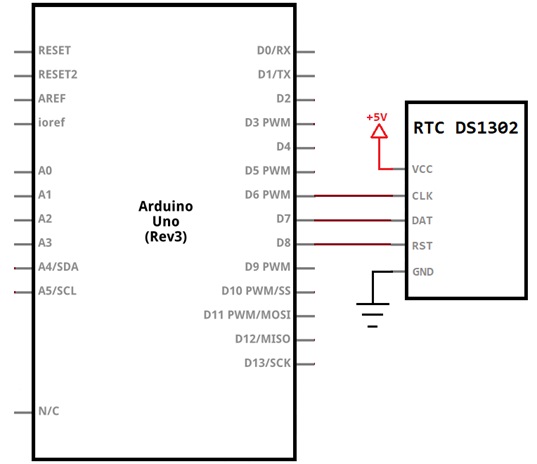 RESET
RESET2
AREF
ioref
A0
A1
A2
A3
A4/SDA
A5/SCL
N/C
Arduino
Uno
(Rev3)
D0/RX
D1/TX
D2
D3 PWM
D4
D5 PWM
D6 PWM
D7
D8
D9 PWM
D10 PWM/SS
D11 PWM/MOSI
D12/MISO
D13/SCK
+5V
RTC DS1302
VCC
CLK
DAT
RST
GND